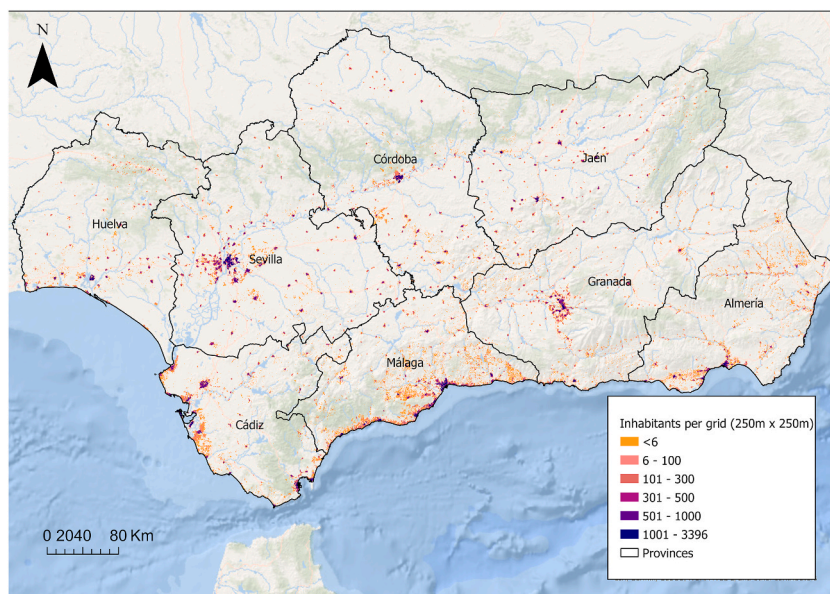 N
Córdoba
Jaén
Huelva
Sevilla
Granada
Almería
Málaga
Cádiz
Inhabitants per grid (250m x 250m)
<6
6 - 100
101 - 300
301 - 500
501 - 1000
1001 - 3396
Provinces
0 2040 80 Km